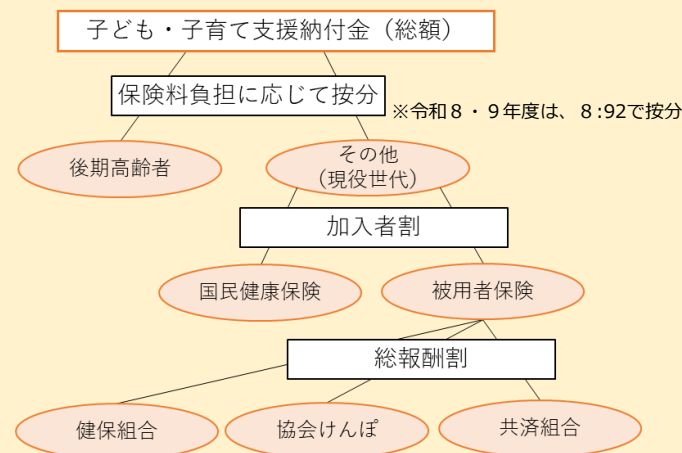 子ども・子育て支援納付金（総額）
保険料負担に応じて按分
※令和８・９年度は、８:92で按分
後期高齢者
その他
（現役世代）
加入者割
国民健康保険
被用者保険
総報酬割
健保組合
協会けんぽ
共済組合